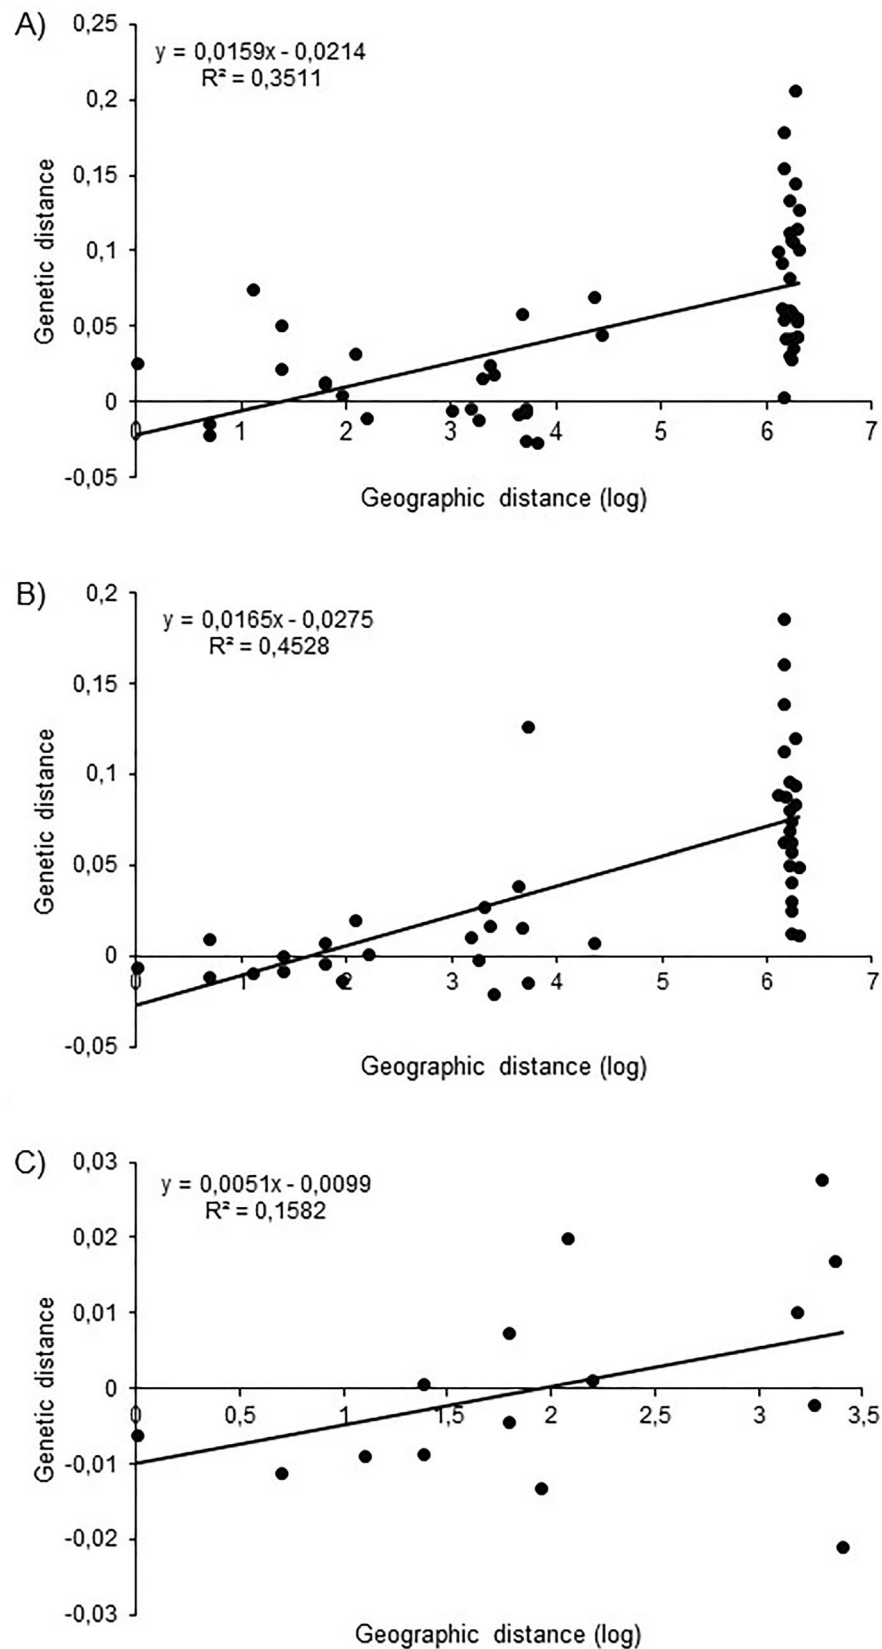 A)
0,25
0,2
0,15
0,1
0,05
0
-0,05
Genetic distance
y = 0,0159x - 0,0214
R² = 0,3511
0 1 2 3 4 5 6 7
Geographic distance (log)
B)
0,2
0,15
0,1
0,05
0
-0,05
Genetic distance
y = 0,0165x - 0,0275
R² = 0,4528
0 1 2 3 4 5 6 7
Geographic distance (log)
C)
0,03
0,02
0,01
0
-0,01
-0,02
-0,03
Genetic distance
y = 0,0051x - 0,0099
R² = 0,1582
0 0,5 1 1,5 2 2,5 3 3,5
Geographic distance (log)